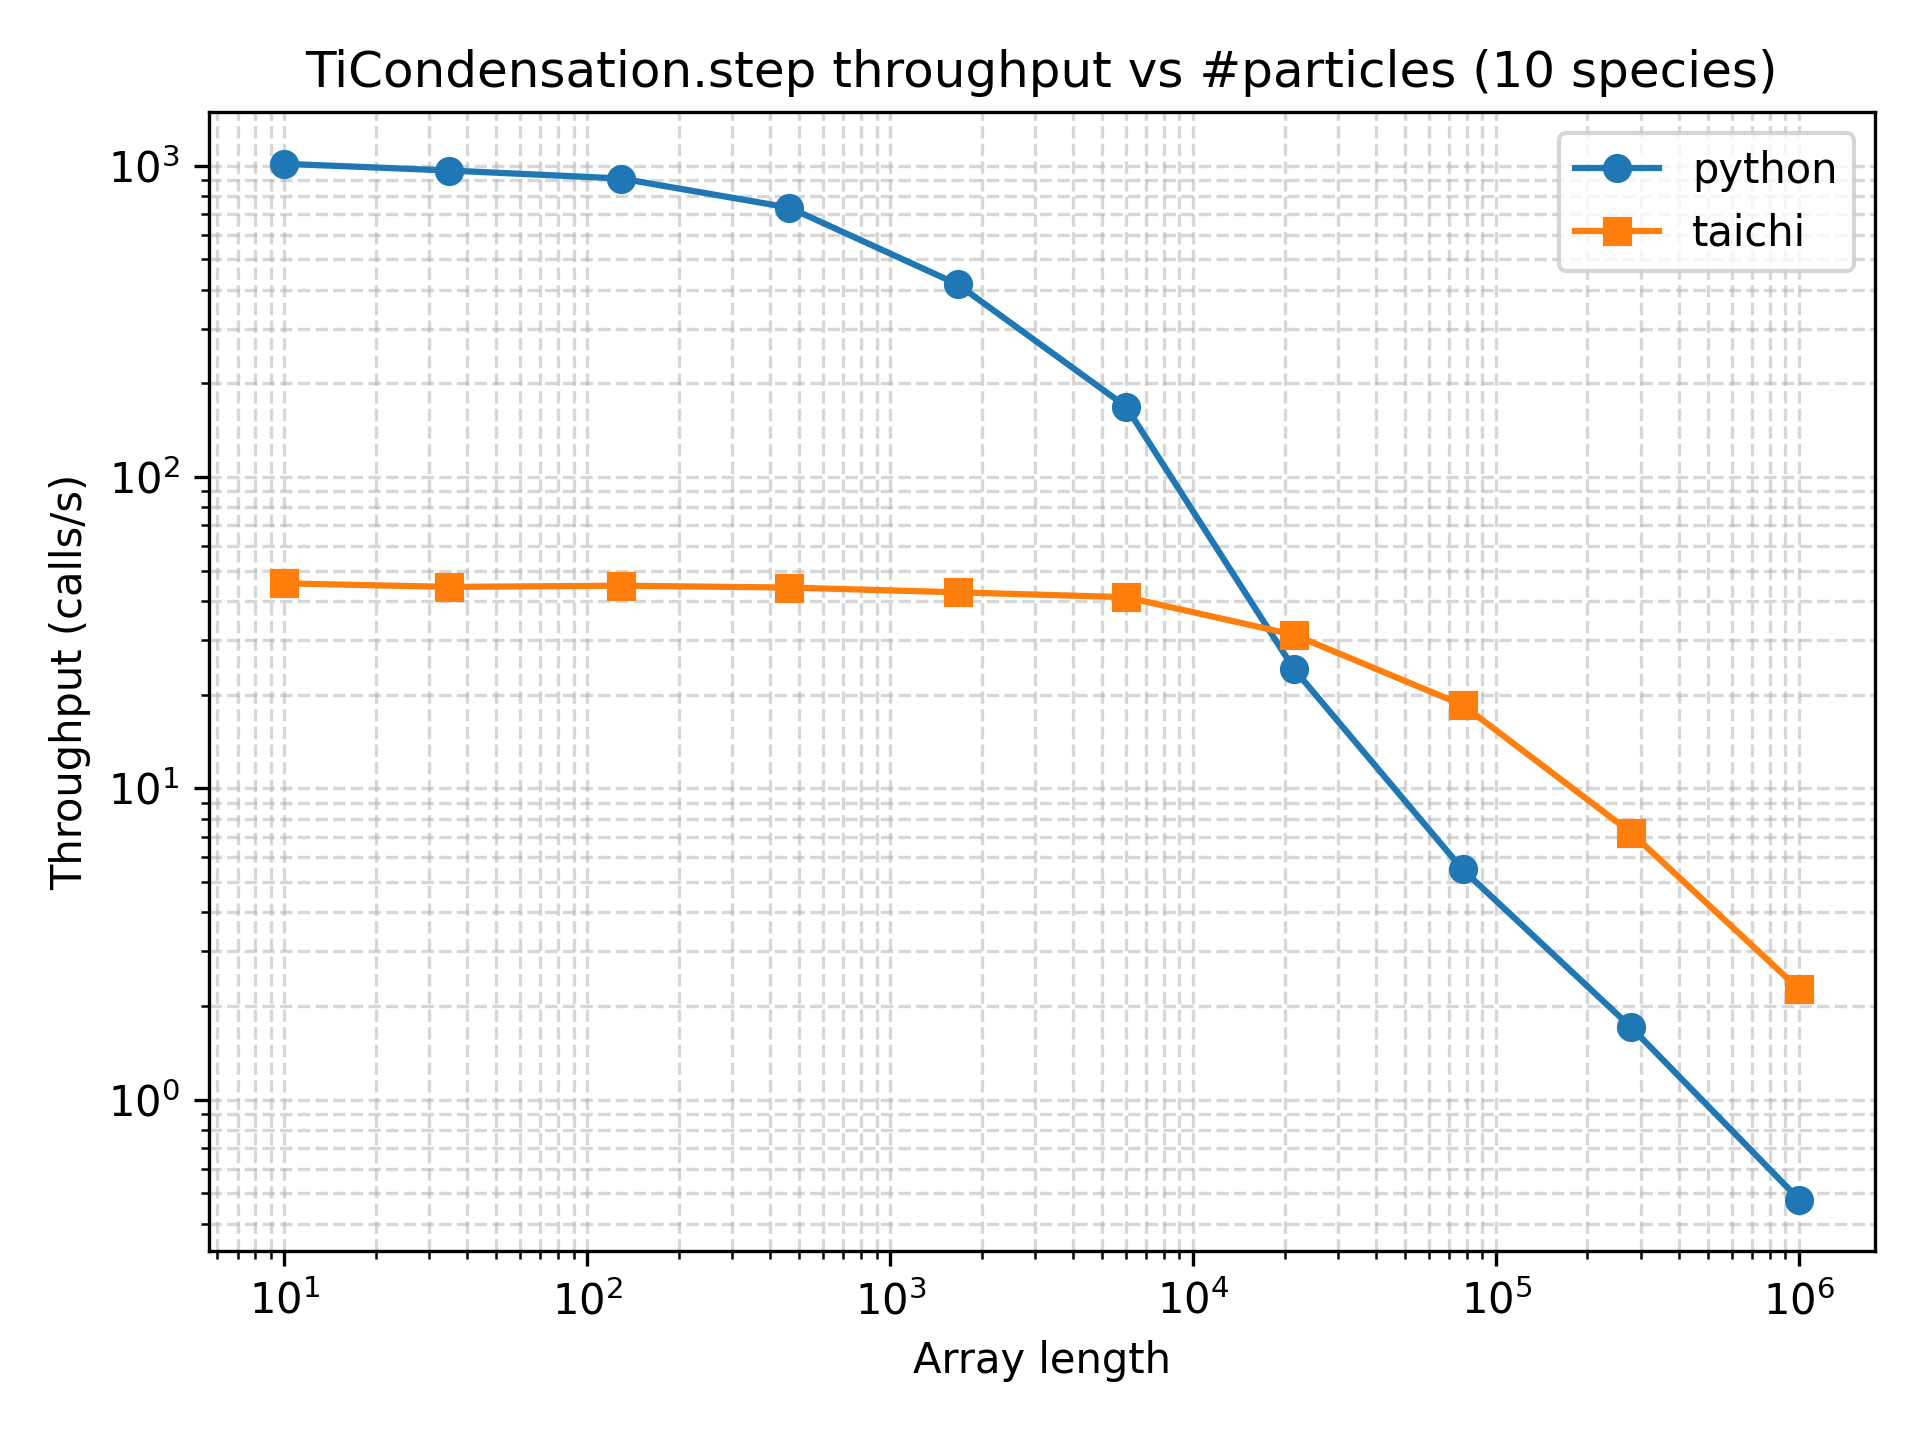 TiCondensation.step throughput vs #particles (10 species)
python
taichi
10³
10²
10¹
10⁰
Throughput (calls/s)
10¹ 10² 10³ 10⁴ 10⁵ 10⁶
Array length